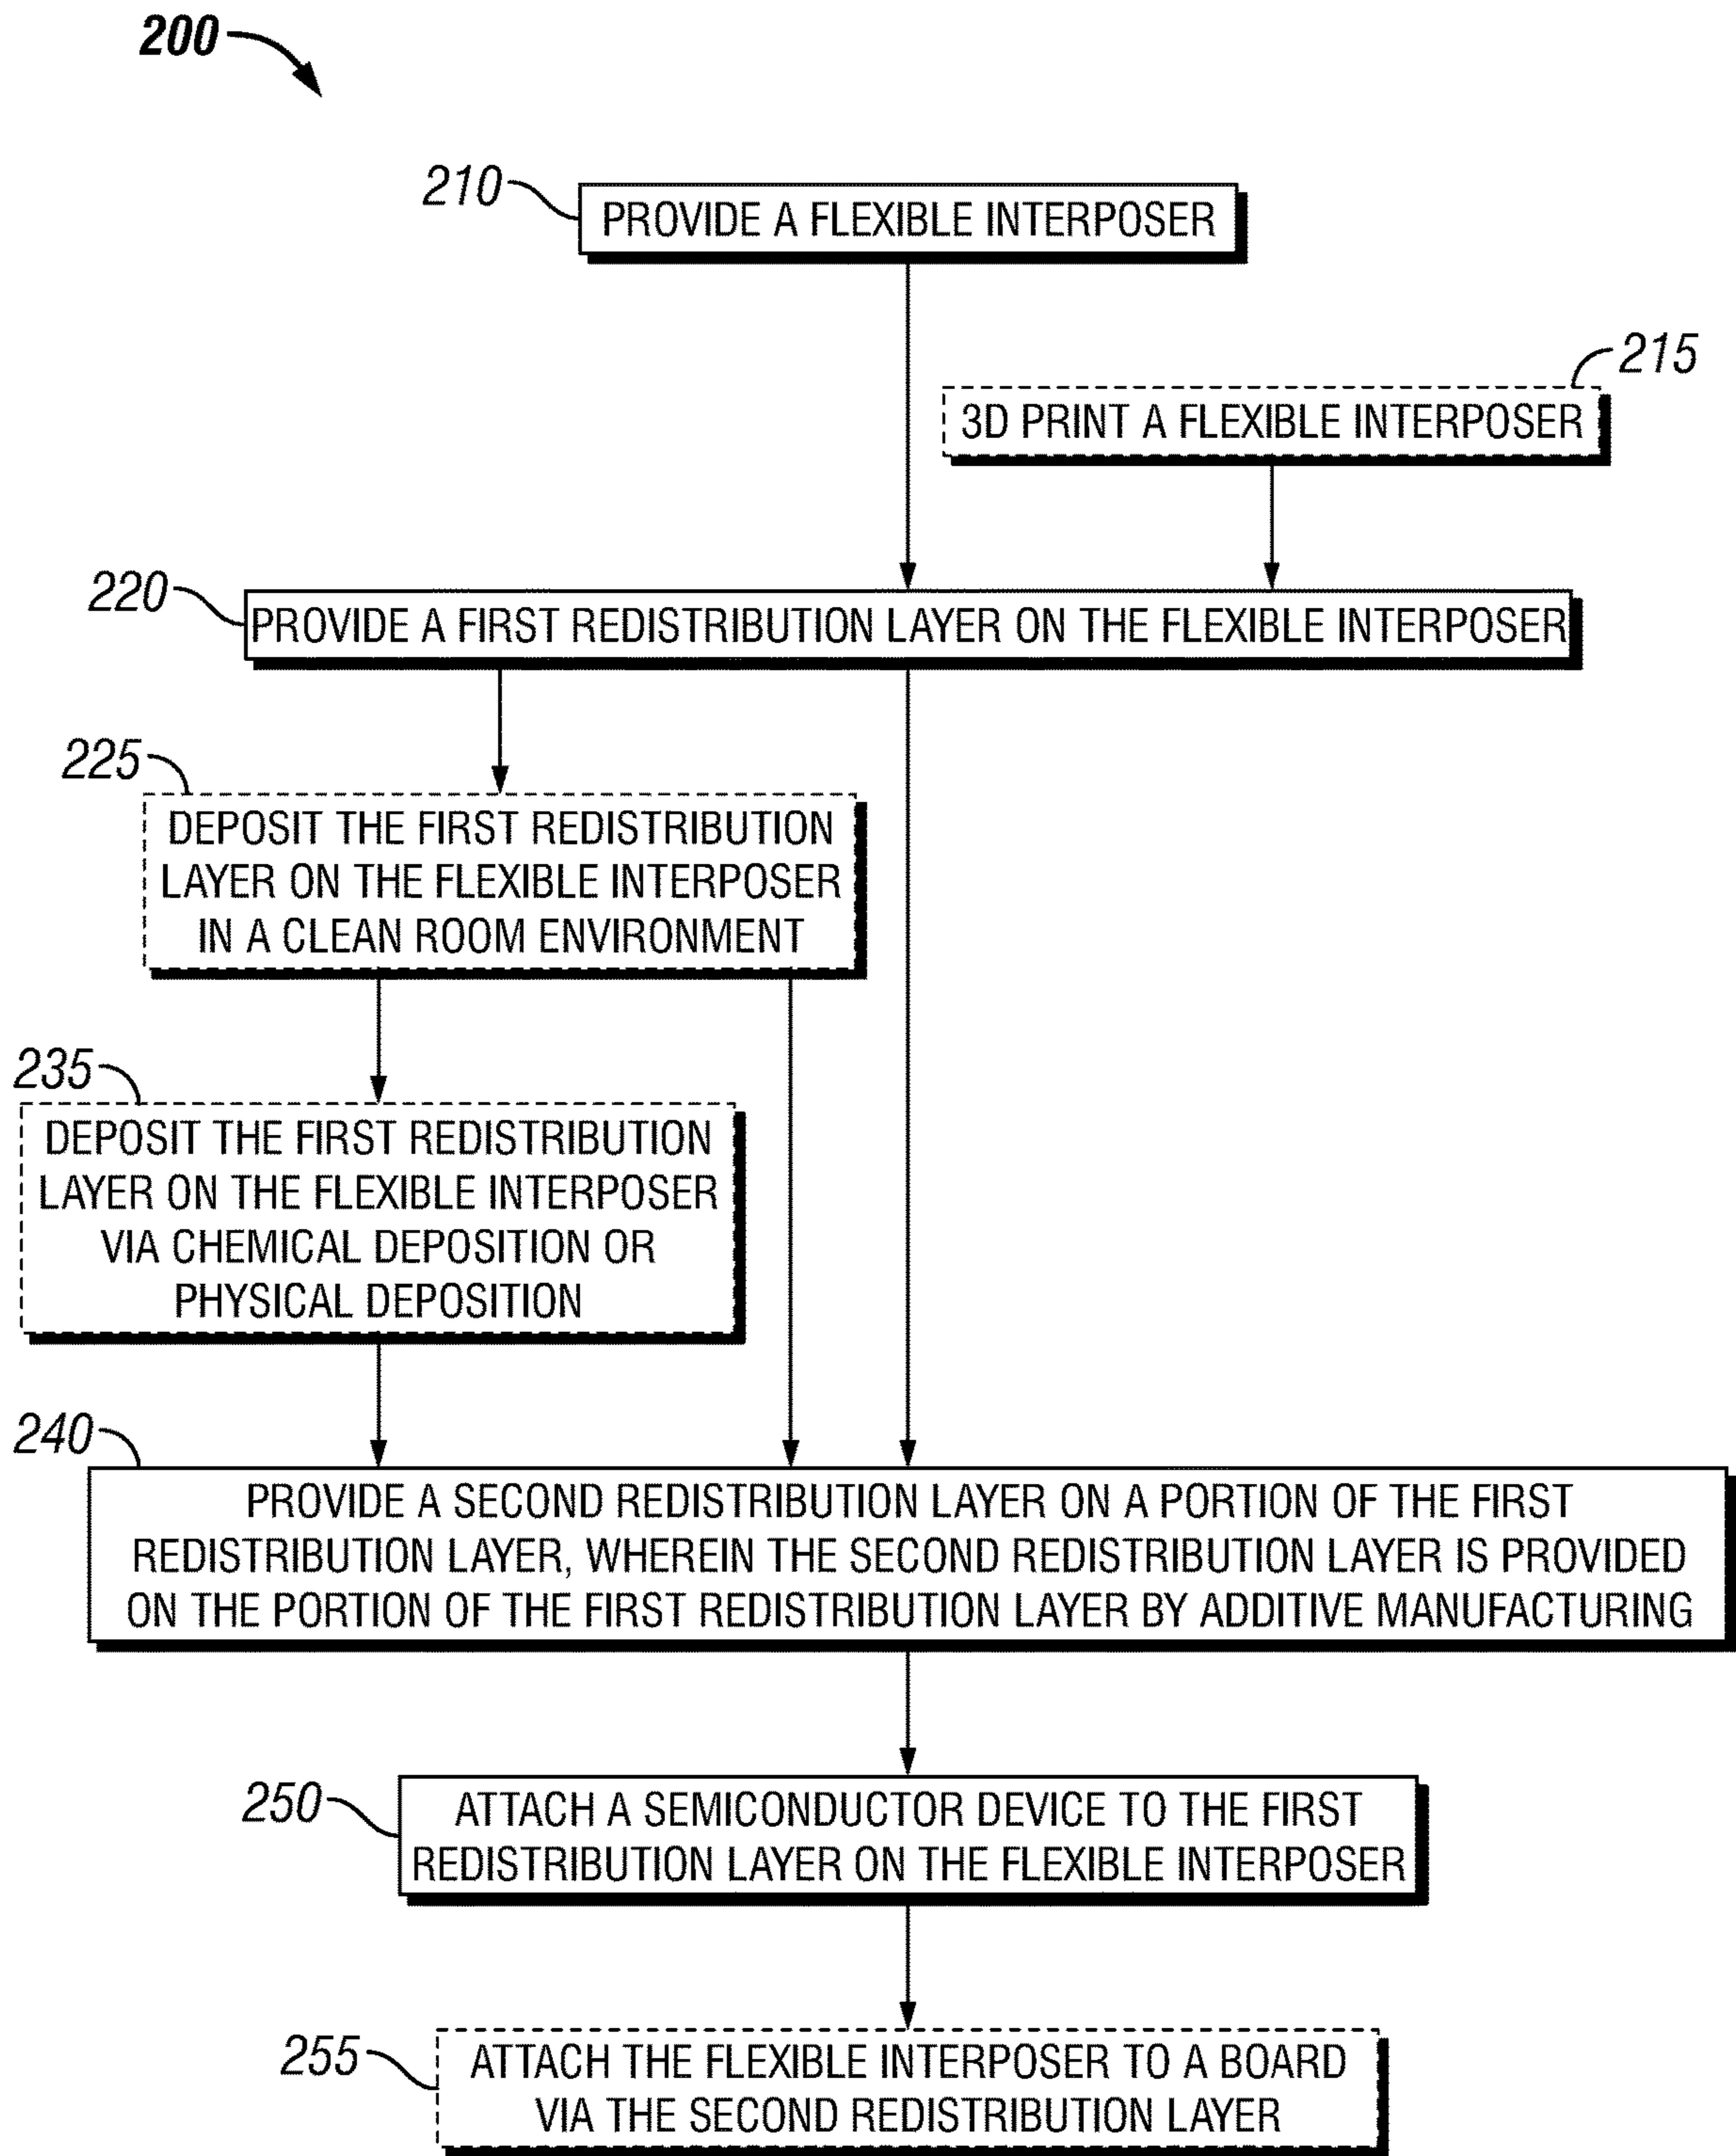 200
210
PROVIDE A FLEXIBLE INTERPOSER
215
3D PRINT A FLEXIBLE INTERPOSER
220
PROVIDE A FIRST REDISTRIBUTION LAYER ON THE FLEXIBLE INTERPOSER
225
DEPOSIT THE FIRST REDISTRIBUTION
LAYER ON THE FLEXIBLE INTERPOSER
IN A CLEAN ROOM ENVIRONMENT
235
DEPOSIT THE FIRST REDISTRIBUTION
LAYER ON THE FLEXIBLE INTERPOSER
VIA CHEMICAL DEPOSITION OR
PHYSICAL DEPOSITION
240
PROVIDE A SECOND REDISTRIBUTION LAYER ON A PORTION OF THE FIRST
REDISTRIBUTION LAYER, WHEREIN THE SECOND REDISTRIBUTION LAYER IS PROVIDED
ON THE PORTION OF THE FIRST REDISTRIBUTION LAYER BY ADDITIVE MANUFACTURING
250
ATTACH A SEMICONDUCTOR DEVICE TO THE FIRST
REDISTRIBUTION LAYER ON THE FLEXIBLE INTERPOSER
255
ATTACH THE FLEXIBLE INTERPOSER TO A BOARD
VIA THE SECOND REDISTRIBUTION LAYER